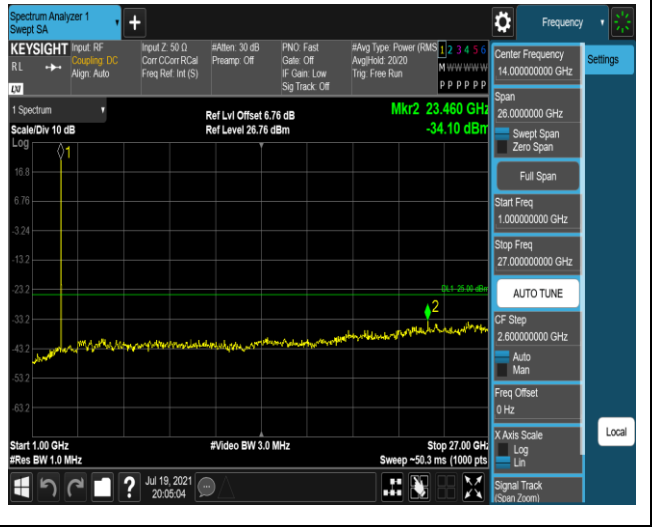 Spectrum Analyzer 1
Swept SA
Frequency
KEYSIGHT
RL
Input: RF
Coupling: DC
Align: Auto
Input Z: 50 Ω
Corr CCorr RCal
Freq Ref: Int (S)
#Atten: 30 dB
Preamp: Off
PNO: Fast
Gate: Off
IF Gain: Low
Sig Track: Off
#Avg Type: Power (RMS
Avg|Hold: 20/20
Trig: Free Run
1 2 3 4 5 6
M W W W W W
P P P P P P
Settings
1 Spectrum
Scale/Div 10 dB
Log
Ref Lvl Offset 6.76 dB
Ref Level 26.76 dBm
Mkr2 23.460 GHz
-34.10 dBm
1
16.8
6.76
-3.24
-13.2
-23.2
-33.2
-43.2
-53.2
-63.2
DL1 -25.00 dBm
2
Start 1.00 GHz
#Res BW 1.0 MHz
#Video BW 3.0 MHz
Stop 27.00 GHz
Sweep ~50.3 ms (1000 pts
Center Frequency
14.000000000 GHz
Span
26.0000000 GHz
Swept Span
Zero Span
Full Span
Start Freq
1.000000000 GHz
Stop Freq
27.000000000 GHz
AUTO TUNE
CF Step
2.600000000 GHz
Auto
Man
Freq Offset
0 Hz
X Axis Scale
Log
Lin
Signal Track
(Span Zoom)
Local
?
Jul 19, 2021
20:05:04